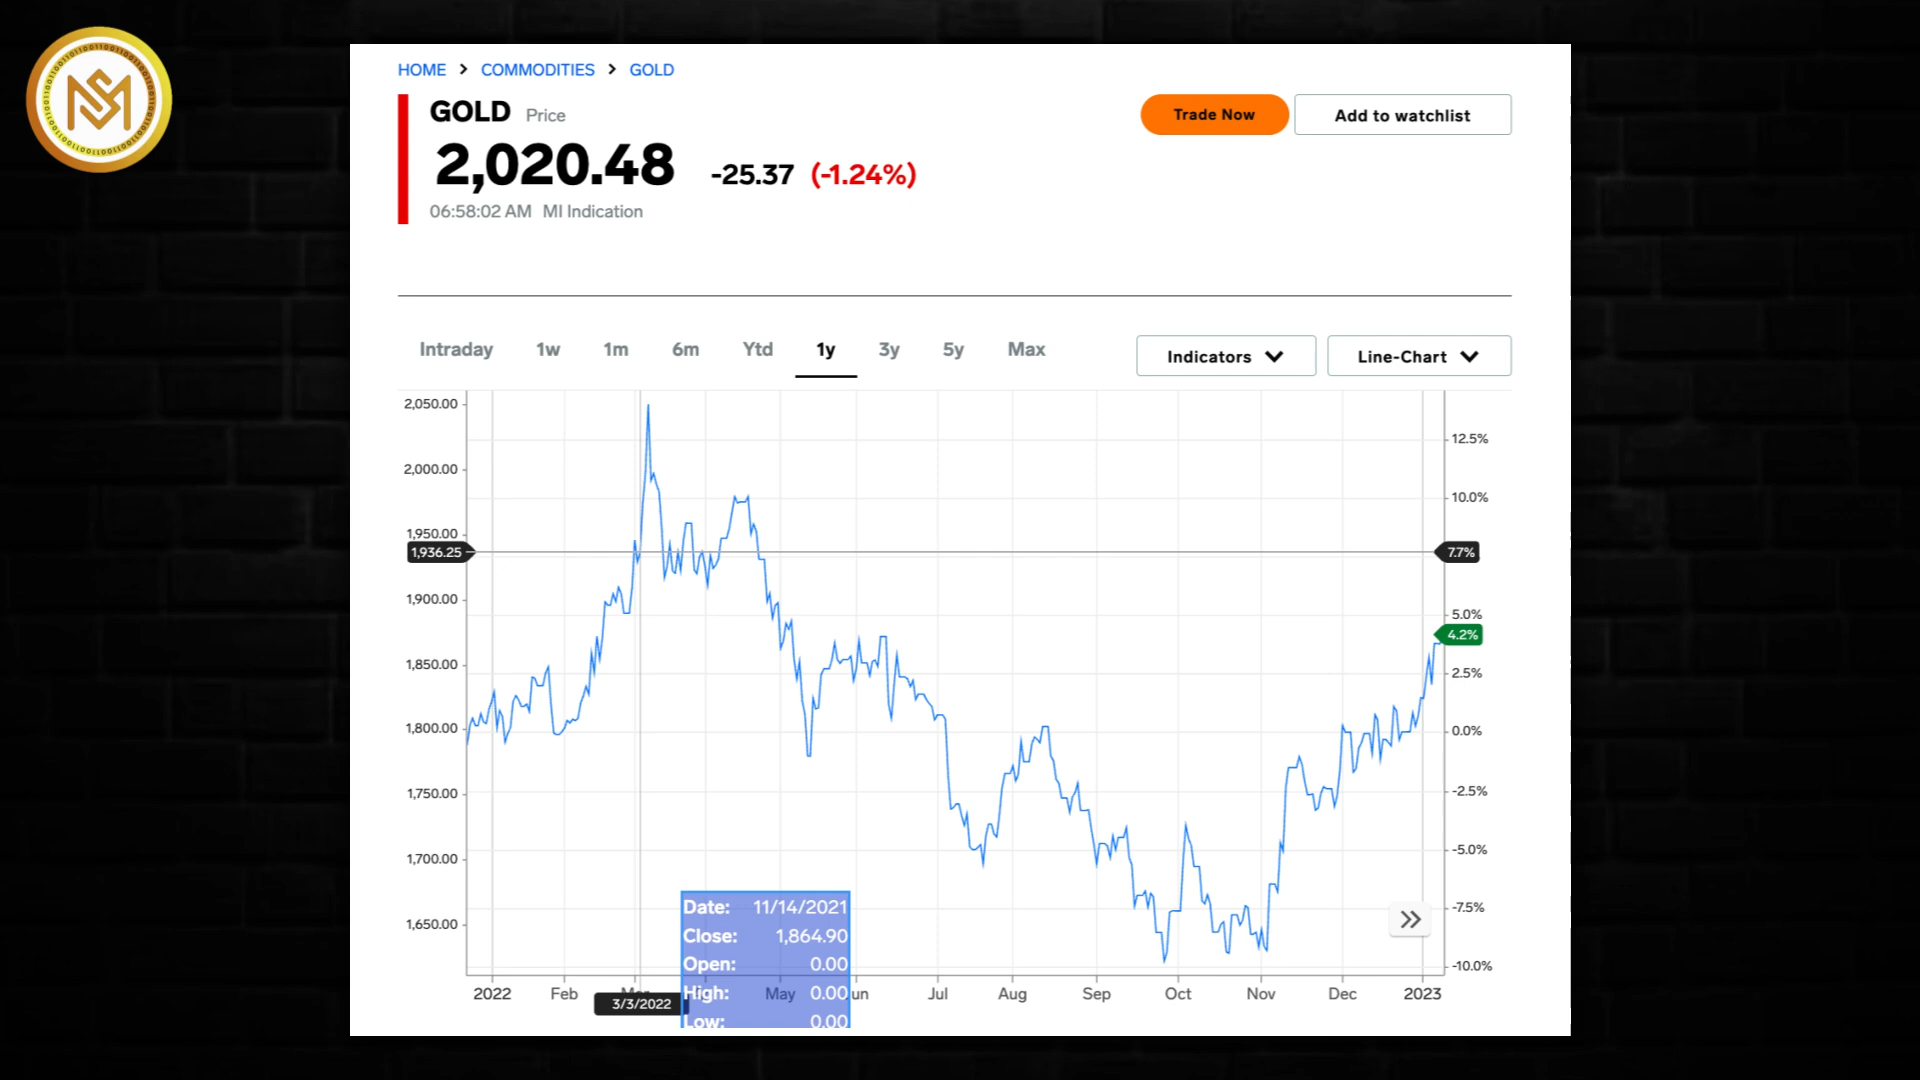 HOME > COMMODITIES > GOLD
GOLD Price
2,020.48 -25.37 (-1.24%)
06:58:02 AM MI Indication
Trade Now
Add to watchlist
Intraday 1w 1m 6m Ytd 1y 3y 5y Max
Indicators
Line-Chart
2,050.00
2,000.00
1,950.00
1,936.25
1,900.00
1,850.00
1,800.00
1,750.00
1,700.00
1,650.00
12.5%
10.0%
7.7%
5.0%
4.2%
2.5%
0.0%
-2.5%
-5.0%
-7.5%
-10.0%
Date: 11/14/2021
Close: 1,864.90
Open: 0.00
High: 0.00
Low: 0.00
2022 Feb May Jul Aug Sep Oct Nov Dec 2023
3/3/2022